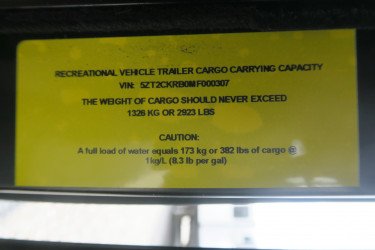 RECREATIONAL VEHICLE TRAILER CARGO CARRYING CAPACITY
VIN: 5ZT2CKRB0MF000307
THE WEIGHT OF CARGO SHOULD NEVER EXCEED
1326 KG OR 2923 LBS
CAUTION:
A full load of water equals 173 kg or 382 lbs of cargo @
1kg/L (8.3 lb per gal)